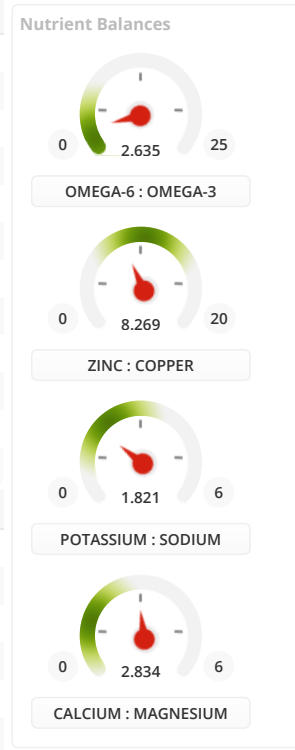 Nutrient Balances
0 2.635 25
OMEGA-6 : OMEGA-3
0 8.269 20
ZINC : COPPER
0 1.821 6
POTASSIUM : SODIUM
0 2.834 6
CALCIUM : MAGNESIUM